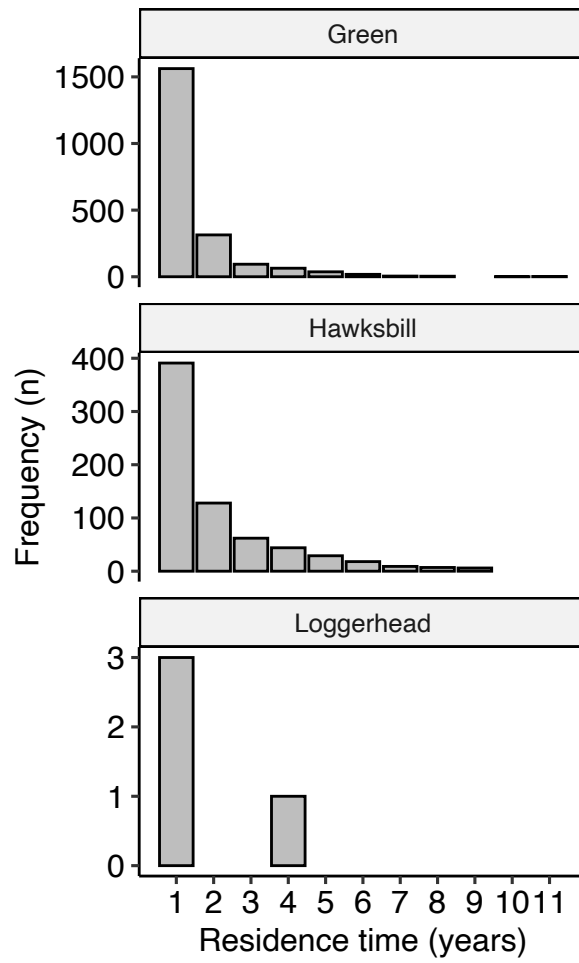 Green
1500
1000
500
0
Hawksbill
400
300
200
100
0
Loggerhead
3
2
1
0
Frequency (n)
1 2 3 4 5 6 7 8 9 10 11
Residence time (years)